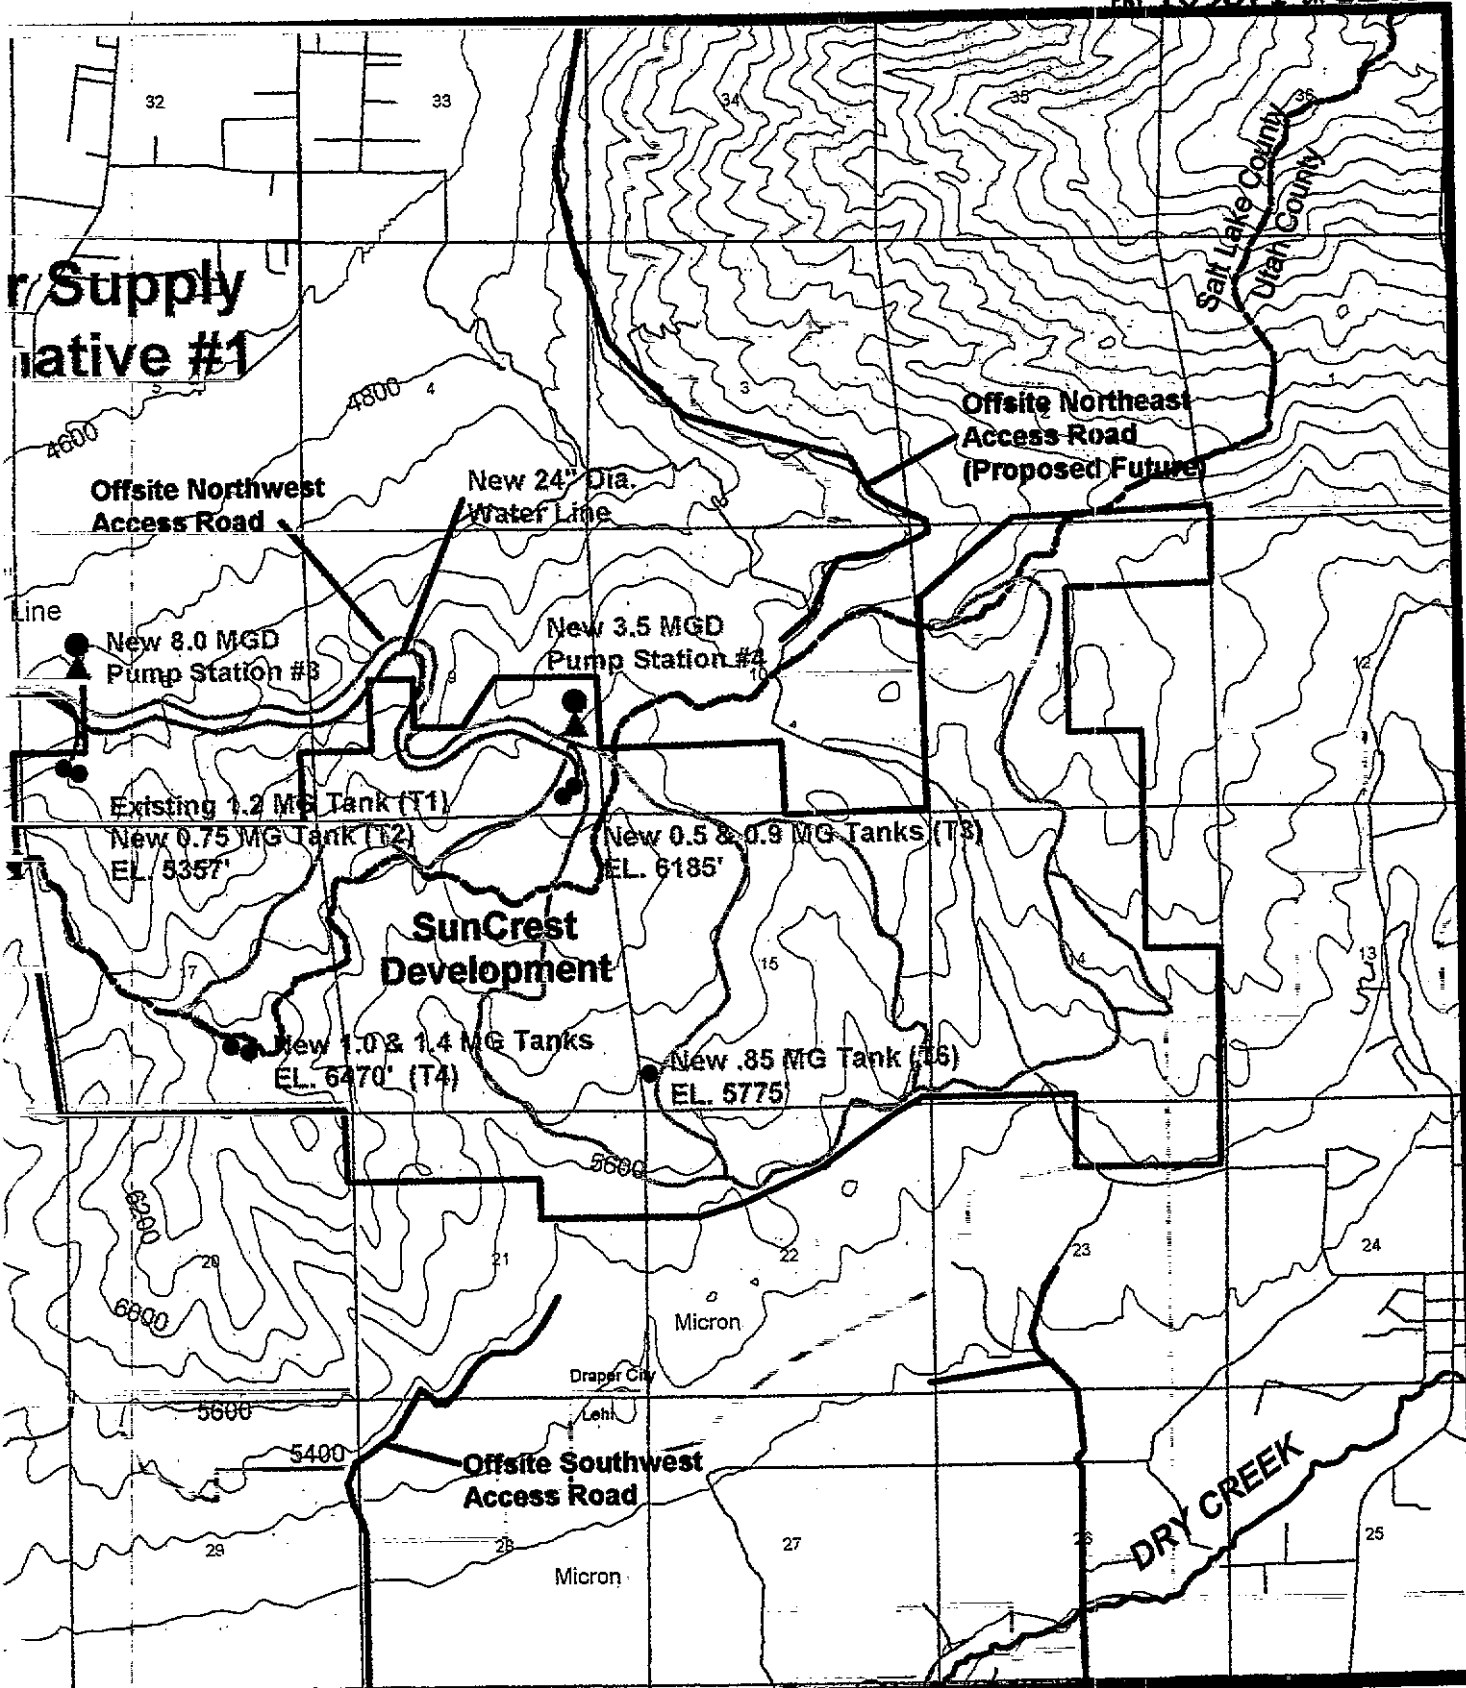 32
33
34
35
36
Salt Lake County
Utah County
r Supply
native #1
5
4
3
2
1
4800
4600
Offsite Northeast
Access Road
(Proposed Future)
Offsite Northwest
Access Road
New 24" Dia.
Water Line
Line
New 8.0 MGD
Pump Station #3
New 3.5 MGD
Pump Station #4
9
10
12
Existing 1.2 MG Tank (T1)
New 0.75 MG Tank (T2)
EL. 5357'
New 0.5 & 0.9 MG Tanks (T3)
EL. 6185'
SunCrest
Development
17
15
14
13
New 1.0 & 1.4 MG Tanks
EL. 6470' (T4)
New .85 MG Tank (T6)
EL. 5775'
5600
6200
20
21
22
23
24
6000
Micron
Draper City
Lehi
5600
5400
Offsite Southwest
Access Road
DRY CREEK
29
28
27
26
25
Micron